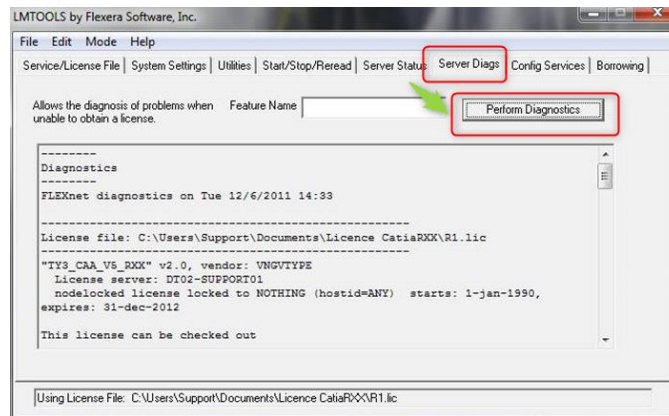 LMTOOLS by Flexera Software, Inc.
File Edit Mode Help
Service/License File System Settings Utilities Start/Stop/Reread Server Status Server Diags Config Services Borrowing
Allows the diagnosis of problems when
unable to obtain a license.
Feature Name
Perform Diagnostics
--------
Diagnostics
--------
FLEXnet diagnostics on Tue 12/6/2011 14:33
-----------------------------------------------------
License file: C:\Users\Support\Documents\Licence CatiaRXX\R1.lic
-----------------------------------------------------
"TY3_CAA_V5_RXX" v2.0, vendor: VNGVTYPE
License server: DT02-SUPPORT01
nodelocked license locked to NOTHING (hostid=ANY) starts: 1-jan-1990,
expires: 31-dec-2012
This license can be checked out
Using License File: C:\Users\Support\Documents\Licence CatiaRXX\R1.lic